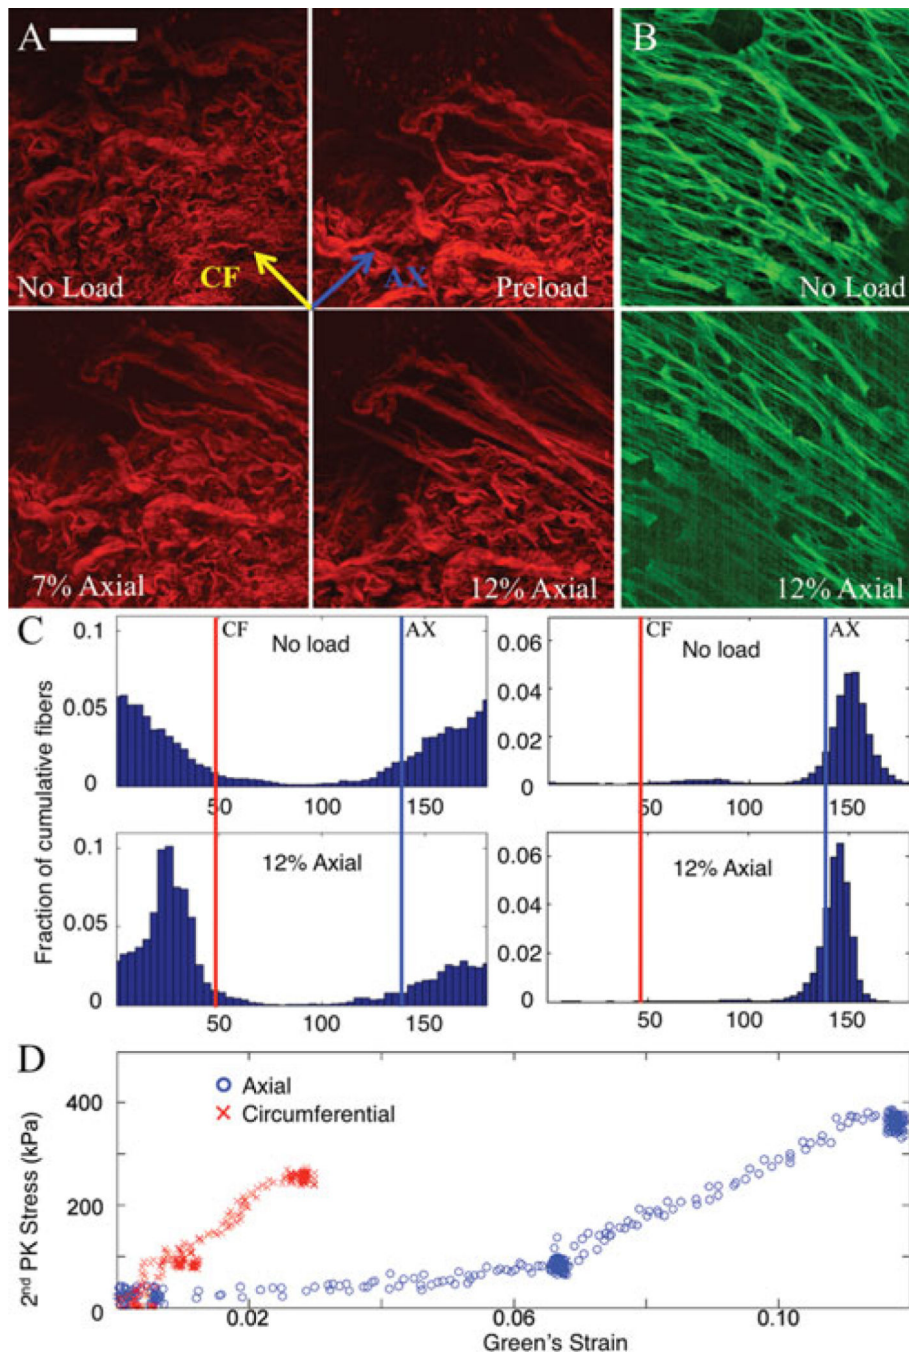 A
B
CF
AX
No Load
Preload
No Load
7% Axial
12% Axial
12% Axial
C
CF
AX
CF
AX
No load
No load
0.1
0.05
0
50
100
150
0.06
0.04
0.02
0
50
100
150
Fraction of cumulative fibers
12% Axial
12% Axial
0.1
0.05
0
50
100
150
0.06
0.04
0.02
0
50
100
150
D
Axial
Circumferential
2nd PK Stress (kPa)
400
200
0
0.02
0.06
0.10
Green's Strain